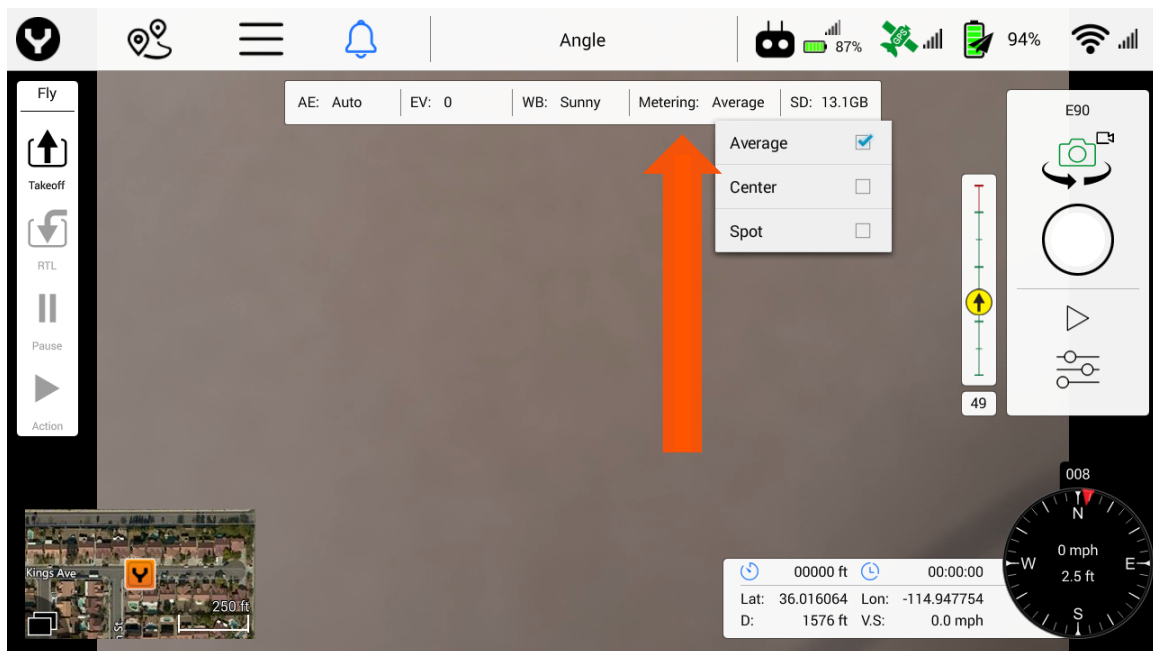 Angle
87%
GPS
94%
Fly
Takeoff
RTL
Pause
Action
AE: Auto
EV: 0
WB: Sunny
Metering: Average
SD: 13.1GB
Average
Center
Spot
E90
49
Kings Ave
250 ft
00000 ft
00:00:00
Lat: 36.016064 Lon: -114.947754
D: 1576 ft V.S: 0.0 mph
008
N
0 mph
W
E
2.5 ft
S